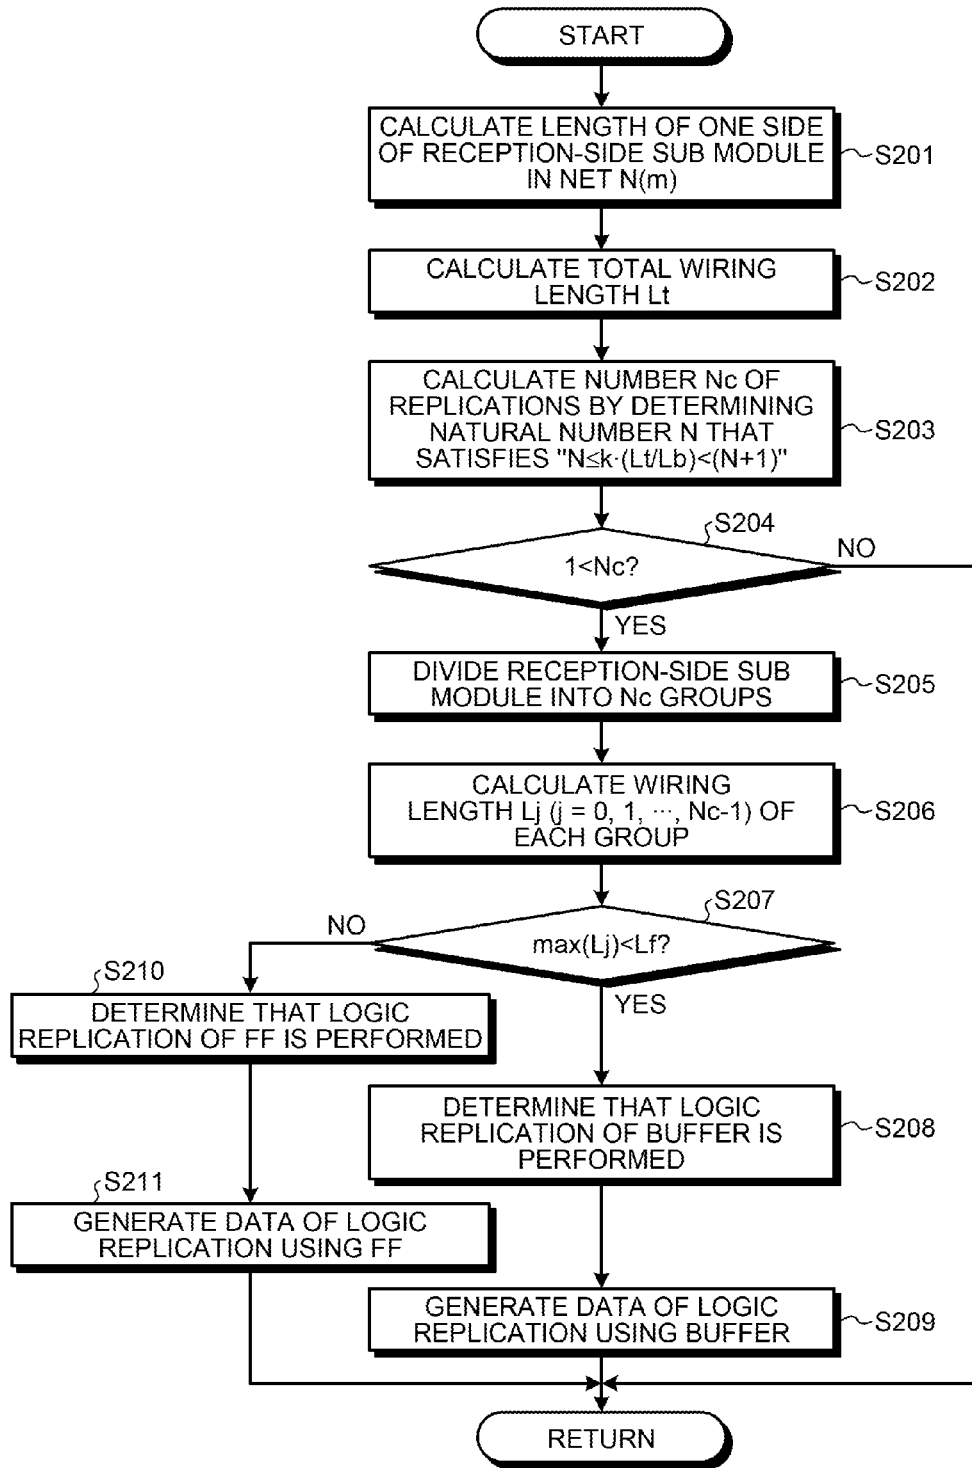 START
CALCULATE LENGTH OF ONE SIDE
OF RECEPTION-SIDE SUB MODULE
IN NET N(m)
S201
CALCULATE TOTAL WIRING
LENGTH Lt
S202
CALCULATE NUMBER Nc OF
REPLICATIONS BY DETERMINING
NATURAL NUMBER N THAT
SATISFIES "N≤k·(Lt/Lb)<(N+1)"
S203
S204
1<Nc?
NO
YES
DIVIDE RECEPTION-SIDE SUB
MODULE INTO Nc GROUPS
S205
CALCULATE WIRING
LENGTH Lj (j = 0, 1, ···, Nc-1) OF
EACH GROUP
S206
S207
max(Lj)<Lf?
NO
YES
S210
DETERMINE THAT LOGIC
REPLICATION OF FF IS PERFORMED
DETERMINE THAT LOGIC
REPLICATION OF BUFFER IS
PERFORMED
S208
S211
GENERATE DATA OF LOGIC
REPLICATION USING FF
GENERATE DATA OF LOGIC
REPLICATION USING BUFFER
S209
RETURN